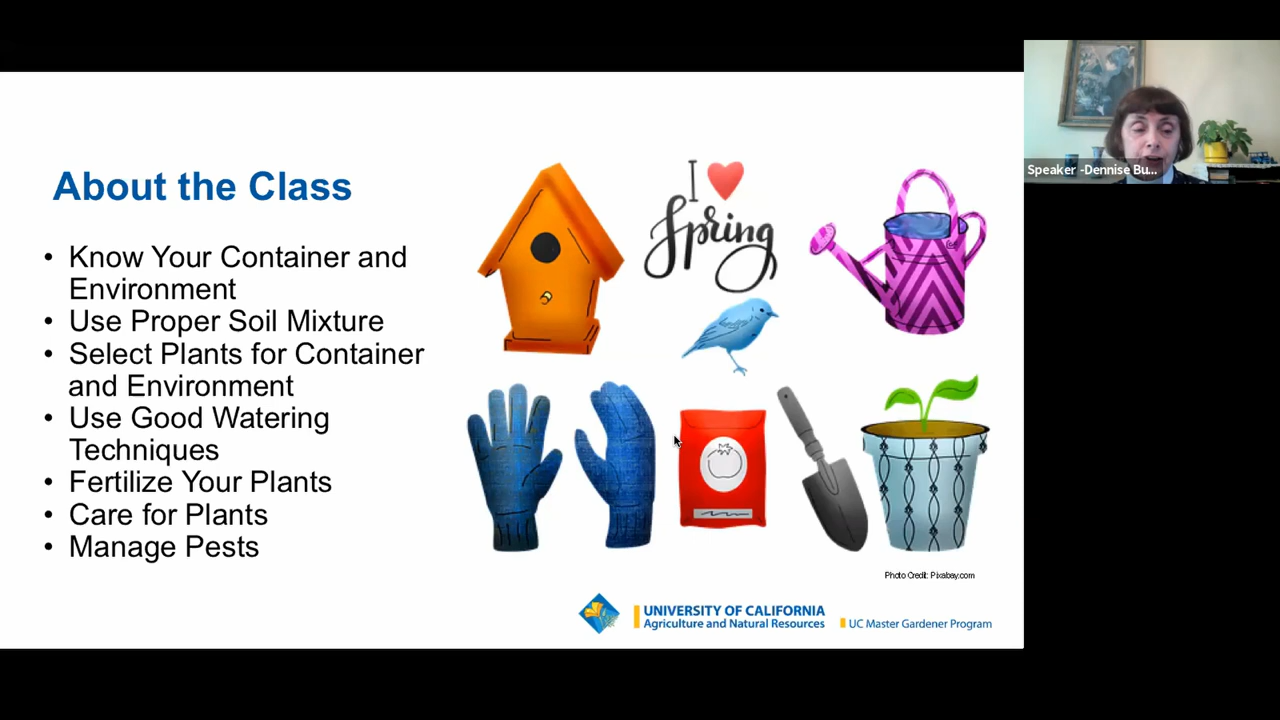 About the Class
• Know Your Container and
Environment
• Use Proper Soil Mixture
• Select Plants for Container
and Environment
• Use Good Watering
Techniques
• Fertilize Your Plants
• Care for Plants
• Manage Pests
I
Spring
Photo Credit: Pixabay.com
UNIVERSITY OF CALIFORNIA
Agriculture and Natural Resources
UC Master Gardener Program
Speaker -Dennise Bu...